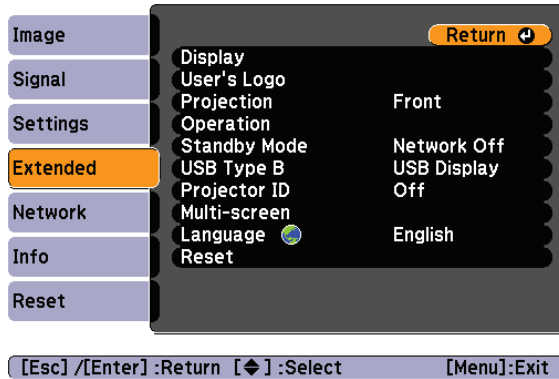 Image
Signal
Settings
Extended
Network
Info
Reset
Return
Display
User's Logo
Projection Front
Operation
Standby Mode Network Off
USB Type B USB Display
Projector ID Off
Multi-screen
Language English
Reset
[Esc] /[Enter] :Return [◆] :Select [Menu]:Exit